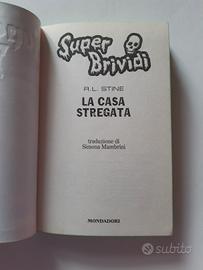 Super
Brividi
R.L. STINE
LA CASA
STREGATA
traduzione di
Simona Mambrini
MONDADORI
subito